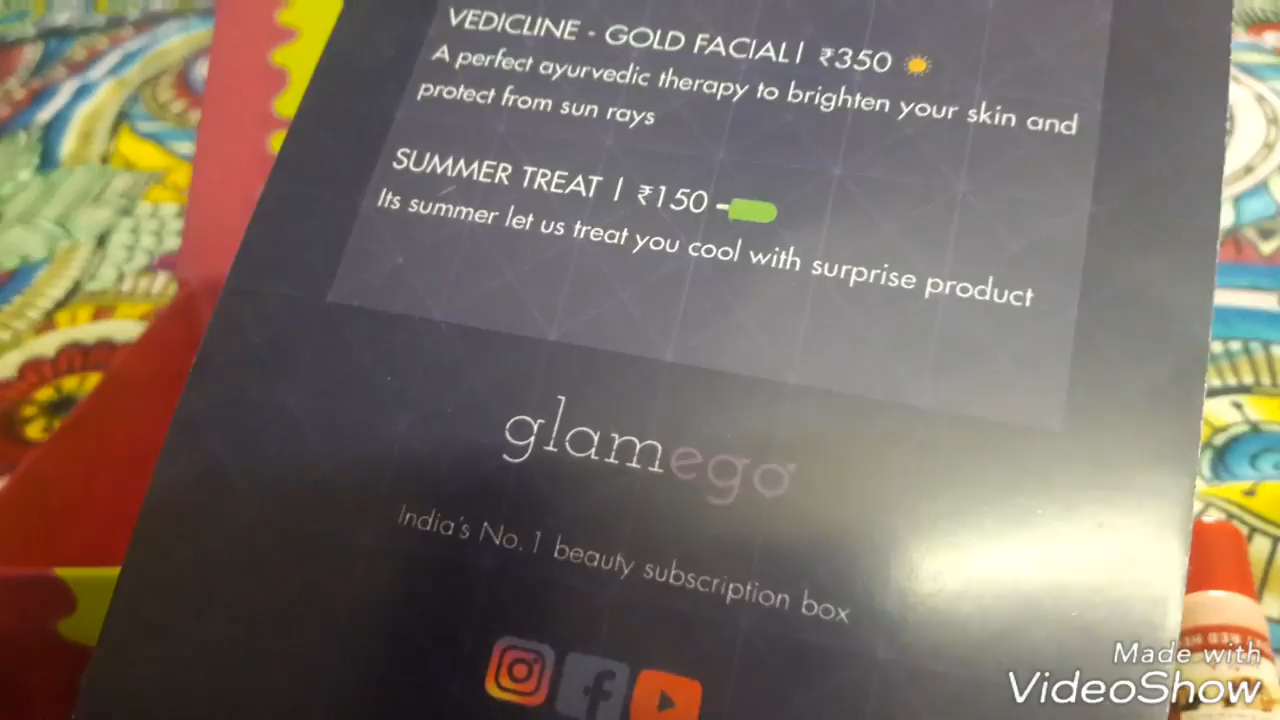 VEDICLINE - GOLD FACIAL | ₹350
A perfect ayurvedic therapy to brighten your skin and
protect from sun rays
SUMMER TREAT | ₹150
Its summer let us treat you cool with surprise product
glamego
India's No. 1 beauty subscription box
RED
Made with
VideoShow